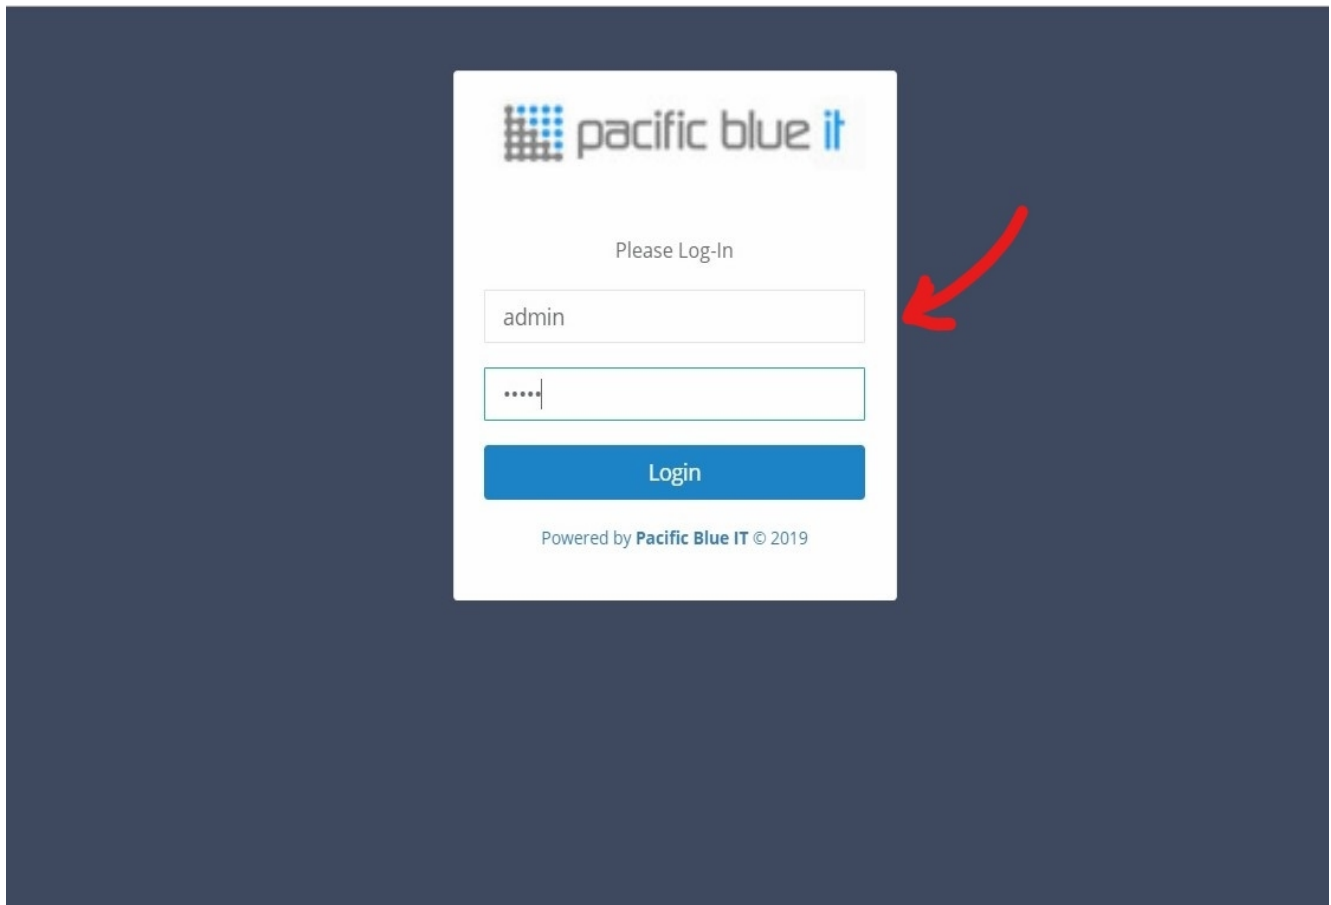 pacific blue it
Please Log-In
admin
•••••
Login
Powered by Pacific Blue IT © 2019